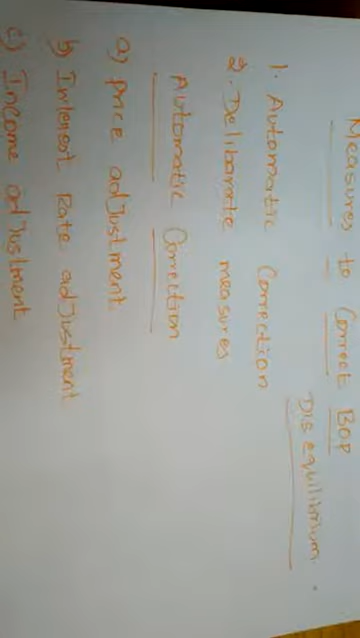 Measures to Correct BOP
Disequilibrium.
1. Automatic Correction
2. Deliberate measures
Automatic Correction
a) Price adjustment
b) Interest Rate adjustment
c) Income adjustment